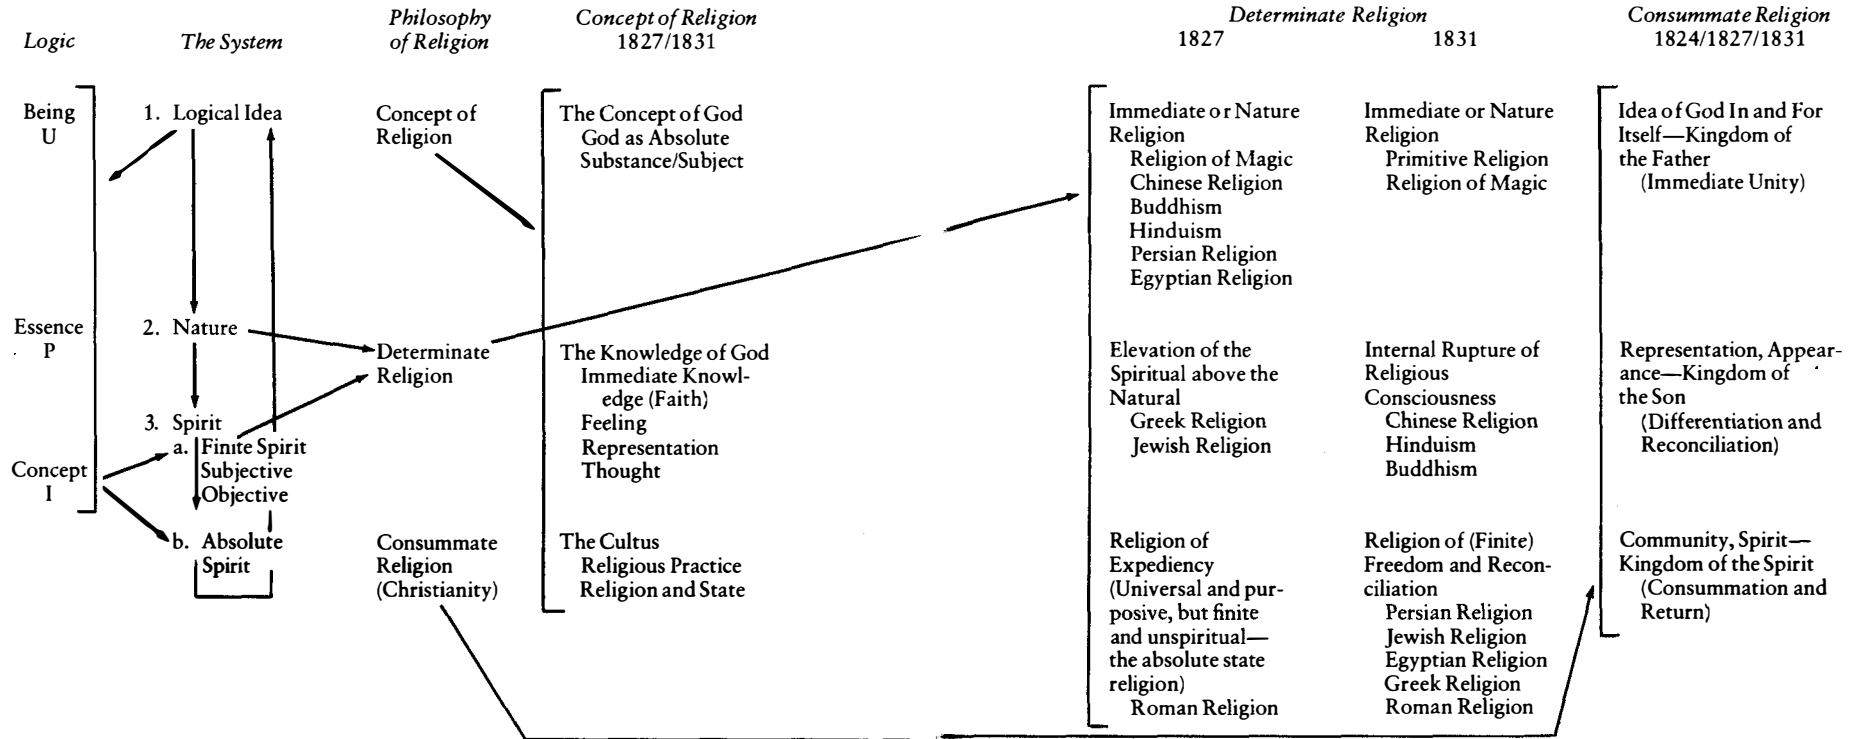 Logic
The System
Philosophy
of Religion
Concept of Religion
1827/1831
Determinate Religion
1827
1831
Consummate Religion
1824/1827/1831
Being
U
Essence
P
Concept
I
1. Logical Idea
2. Nature
3. Spirit
a. Finite Spirit
Subjective
Objective
b. Absolute
Spirit
Concept of
Religion
Determinate
Religion
Consummate
Religion
(Christianity)
The Concept of God
God as Absolute
Substance/Subject
The Knowledge of God
Immediate Knowl-
edge (Faith)
Feeling
Representation
Thought
The Cultus
Religious Practice
Religion and State
Immediate or Nature
Religion
Religion of Magic
Chinese Religion
Buddhism
Hinduism
Persian Religion
Egyptian Religion
Elevation of the
Spiritual above the
Natural
Greek Religion
Jewish Religion
Religion of
Expediency
(Universal and pur-
posive, but finite
and unspiritual—
the absolute state
religion)
Roman Religion
Immediate or Nature
Religion
Primitive Religion
Religion of Magic
Internal Rupture of
Religious
Consciousness
Chinese Religion
Hinduism
Buddhism
Religion of (Finite)
Freedom and Recon-
ciliation
Persian Religion
Jewish Religion
Egyptian Religion
Greek Religion
Roman Religion
Idea of God In and For
Itself—Kingdom of
the Father
(Immediate Unity)
Representation, Appear-
ance—Kingdom of
the Son
(Differentiation and
Reconciliation)
Community, Spirit—
Kingdom of the Spirit
(Consummation and
Return)